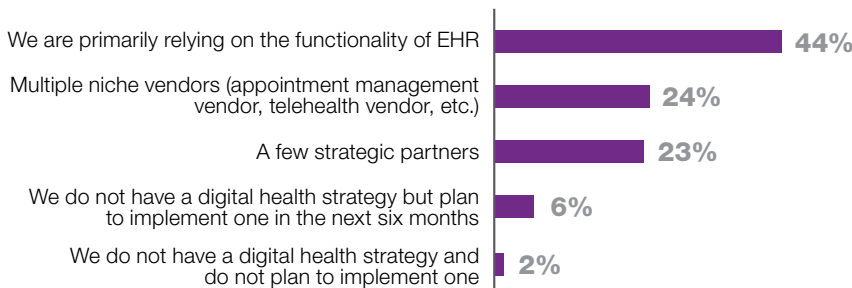 We are primarily relying on the functionality of EHR 44%
Multiple niche vendors (appointment management
vendor, telehealth vendor, etc.) 24%
A few strategic partners 23%
We do not have a digital health strategy but plan
to implement one in the next six months 6%
We do not have a digital health strategy and
do not plan to implement one 2%